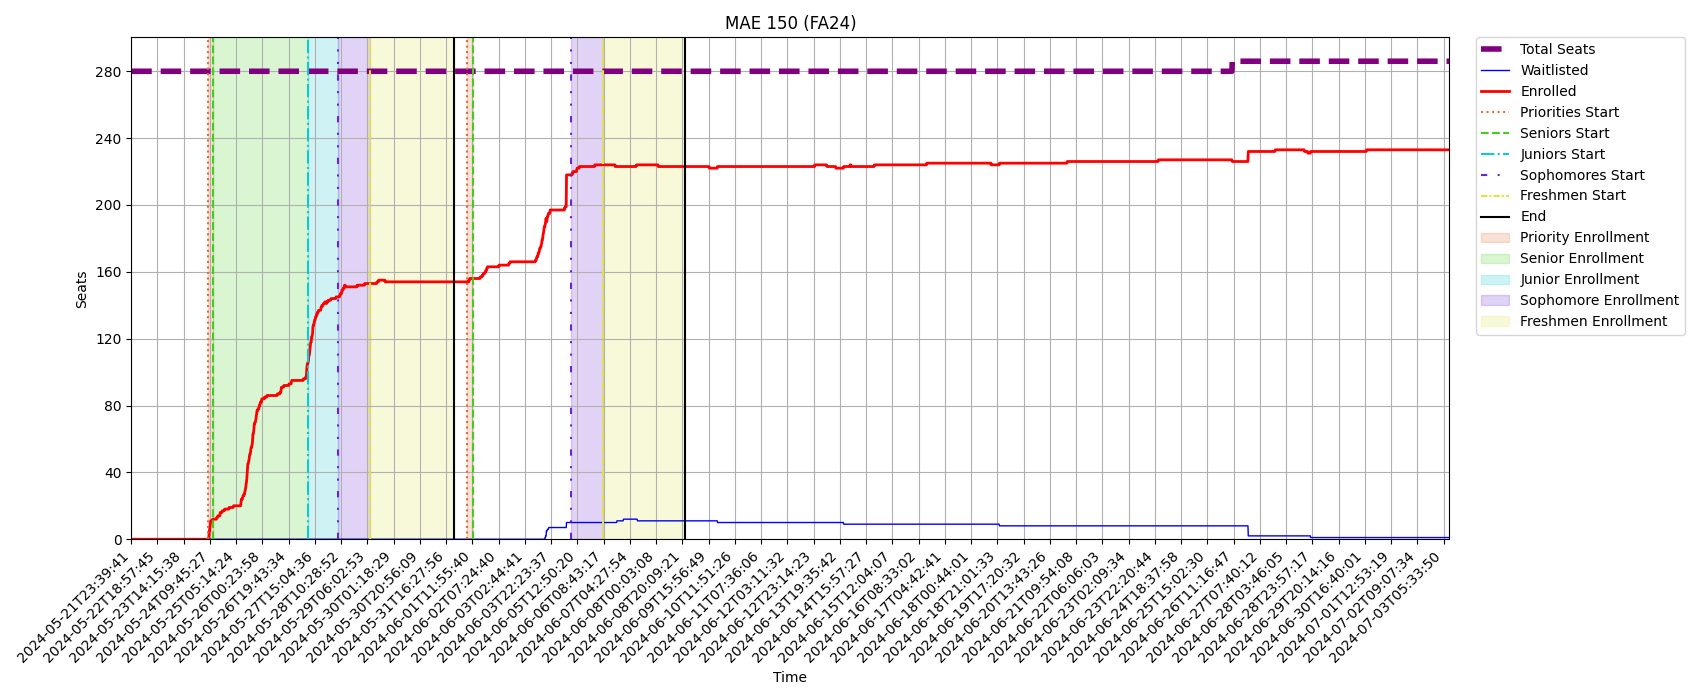 MAE 150 (FA24)
Seats
280
240
200
160
120
80
40
0
2024-05-21T23:39:41
2024-05-22T18:57:45
2024-05-23T14:15:38
2024-05-24T09:45:27
2024-05-25T05:14:24
2024-05-26T00:23:58
2024-05-26T19:43:34
2024-05-27T15:04:36
2024-05-28T10:28:52
2024-05-29T06:02:53
2024-05-30T01:18:29
2024-05-30T20:56:09
2024-05-31T16:27:56
2024-06-01T11:55:40
2024-06-02T07:24:40
2024-06-03T02:44:41
2024-06-03T22:23:37
2024-06-05T12:50:20
2024-06-06T08:43:17
2024-06-07T04:27:54
2024-06-08T00:03:08
2024-06-08T20:09:21
2024-06-09T15:56:49
2024-06-10T11:51:26
2024-06-11T07:36:06
2024-06-12T03:11:32
2024-06-12T23:14:23
2024-06-13T19:35:42
2024-06-14T15:57:27
2024-06-15T12:04:07
2024-06-16T08:33:02
2024-06-17T04:42:41
2024-06-18T00:44:01
2024-06-18T21:01:33
2024-06-19T17:20:32
2024-06-20T13:43:26
2024-06-21T09:54:08
2024-06-22T06:06:03
2024-06-23T02:09:34
2024-06-23T22:20:44
2024-06-24T18:37:58
2024-06-25T15:02:30
2024-06-26T11:16:47
2024-06-27T07:40:12
2024-06-28T03:46:05
2024-06-28T23:57:17
2024-06-29T20:14:16
2024-06-30T16:40:01
2024-07-01T12:53:19
2024-07-02T09:07:34
2024-07-03T05:33:50
Time
Total Seats
Waitlisted
Enrolled
Priorities Start
Seniors Start
Juniors Start
Sophomores Start
Freshmen Start
End
Priority Enrollment
Senior Enrollment
Junior Enrollment
Sophomore Enrollment
Freshmen Enrollment